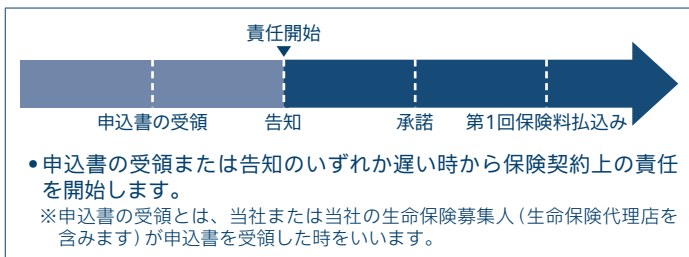 責任開始
申込書の受領 告知 承諾 第1回保険料払込み
•申込書の受領または告知のいずれか遅い時から保険契約上の責任
を開始します。
※申込書の受領とは、当社または当社の生命保険募集人(生命保険代理店を
含みます)が申込書を受領した時をいいます。